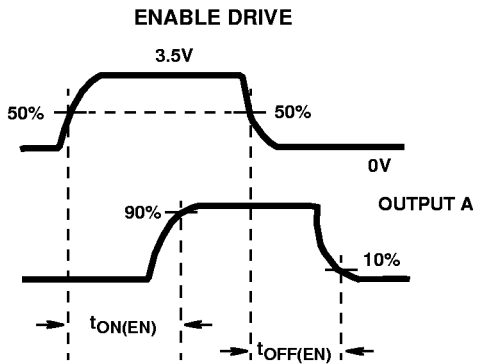 ENABLE DRIVE
3.5V
50%
50%
0V
OUTPUT A
90%
10%
tON(EN)
tOFF(EN)